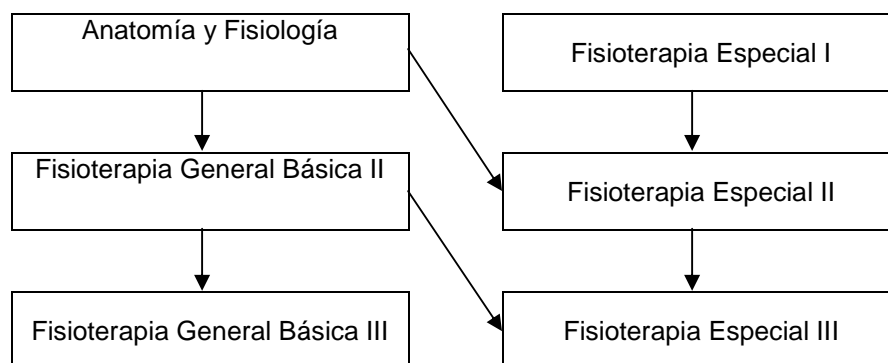 Anatomía y Fisiología
Fisioterapia Especial I
Fisioterapia General Básica II
Fisioterapia Especial II
Fisioterapia General Básica III
Fisioterapia Especial III